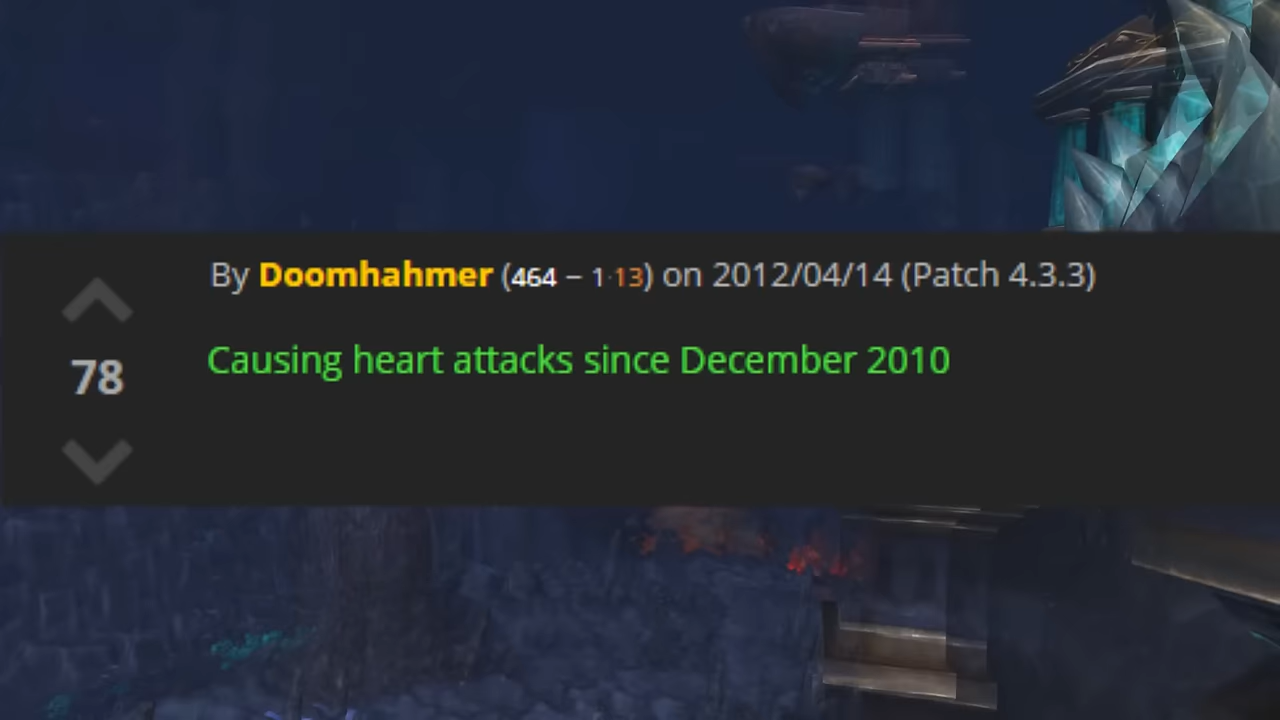 By Doomhahmer (464 – 1·13) on 2012/04/14 (Patch 4.3.3)
78
Causing heart attacks since December 2010